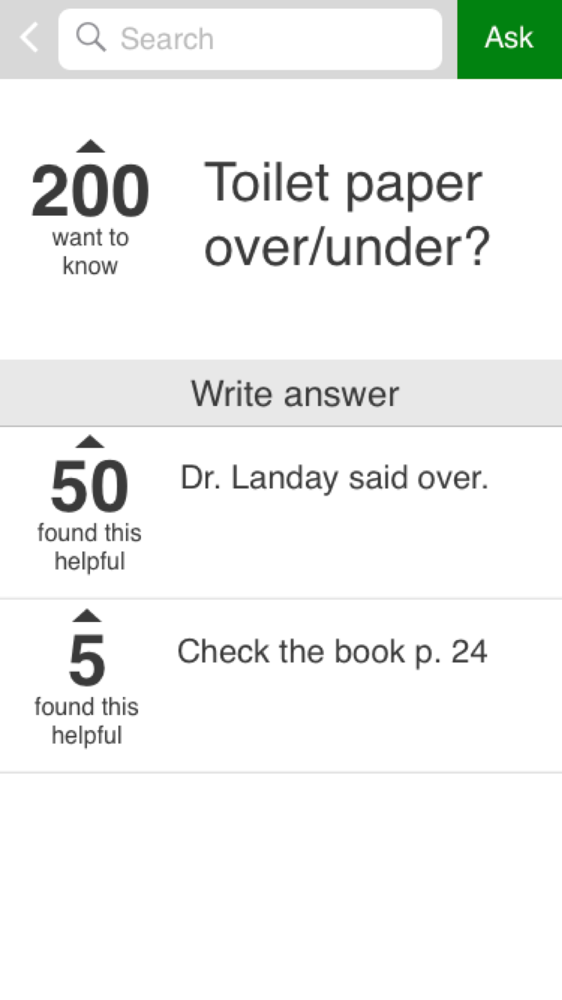 Search
Ask
200
want to
know
Toilet paper
over/under?
Write answer
50
found this
helpful
Dr. Landay said over.
5
found this
helpful
Check the book p. 24